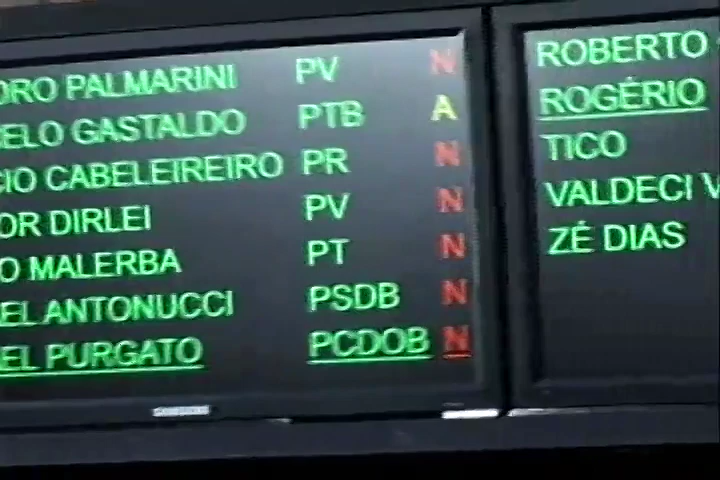 ORO PALMARINI PV N
ELO GASTALDO PTB A
CIO CABELEIREIRO PR N
OR DIRLEI PV N
O MALERBA PT N
EL ANTONUCCI PSDB N
EL PURGATO PCDOB N
ROBERTO
ROGÉRIO
TICO
VALDECI V
ZÉ DIAS